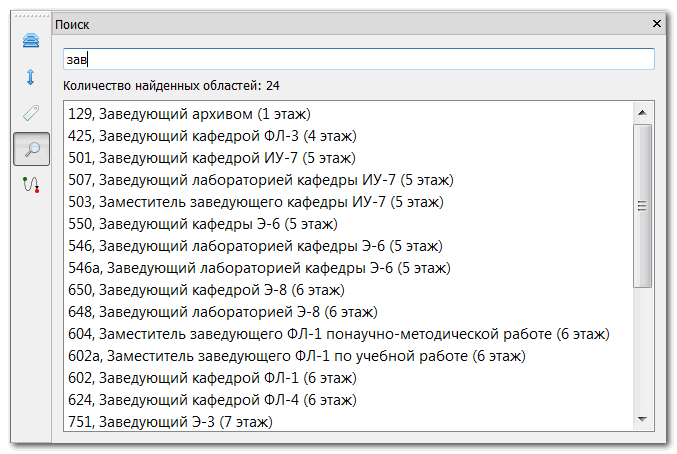 Поиск
зав
Количество найденных областей: 24
129, Заведующий архивом (1 этаж)
425, Заведующий кафедрой ФЛ-3 (4 этаж)
501, Заведующий кафедрой ИУ-7 (5 этаж)
507, Заведующий лабораторией кафедры ИУ-7 (5 этаж)
503, Заместитель заведующего кафедры ИУ-7 (5 этаж)
550, Заведующий кафедры Э-6 (5 этаж)
546, Заведующий лабораторией кафедры Э-6 (5 этаж)
546а, Заведующий лабораторией кафедры Э-6 (5 этаж)
650, Заведующий кафедрой Э-8 (6 этаж)
648, Заведующий лабораторией Э-8 (6 этаж)
604, Заместитель заведующего ФЛ-1 понаучно-методической работе (6 этаж)
602а, Заместитель заведующего ФЛ-1 по учебной работе (6 этаж)
602, Заведующий кафедрой ФЛ-1 (6 этаж)
624, Заведующий кафедрой ФЛ-4 (6 этаж)
751, Заведующий Э-3 (7 этаж)